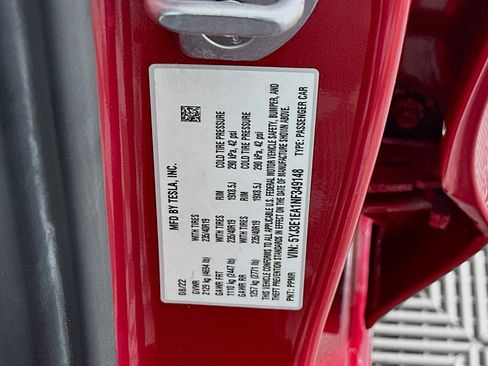 MFD BY TESLA, INC.
08/22
GVWR
2129 kg (4694 lb)
GAWR FRT WITH TIRES RIM COLD TIRE PRESSURE
1110 kg (2447 lb) 235/40R19 19X8.5J 290 kPa, 42 psi
GAWR RR WITH TIRES RIM COLD TIRE PRESSURE
1257 kg (2771 lb) 235/40R19 19X8.5J 290 kPa, 42 psi
THIS VEHICLE CONFORMS TO ALL APPLICABLE U.S. FEDERAL MOTOR VEHICLE SAFETY, BUMPER, AND
THEFT PREVENTION STANDARDS IN EFFECT ON THE DATE OF MANUFACTURE SHOWN ABOVE.
VIN: 5YJ3E1EA1NF349148 TYPE: PASSENGER CAR
PNT: PPMR